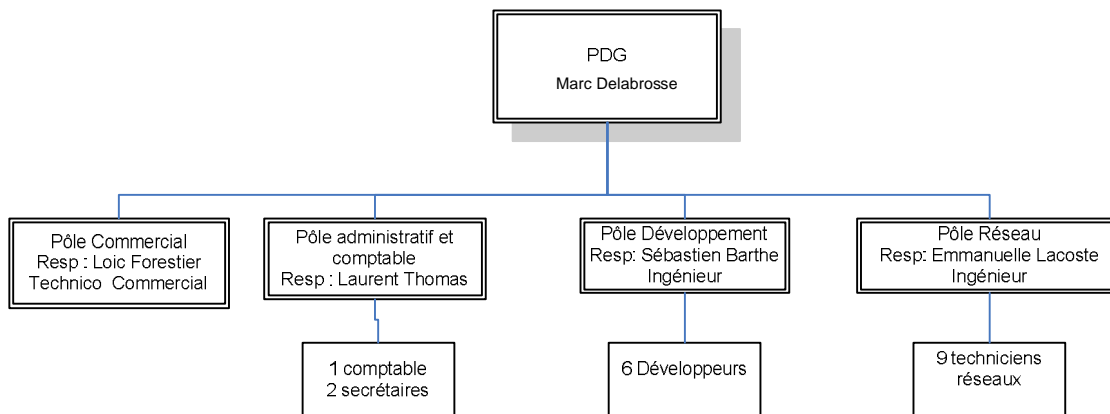 PDG
Marc Delabrosse
Pôle Commercial
Resp : Loic Forestier
Technico Commercial
Pôle administratif et
comptable
Resp : Laurent Thomas
Pôle Développement
Resp: Sébastien Barthe
Ingénieur
Pôle Réseau
Resp: Emmanuelle Lacoste
Ingénieur
1 comptable
2 secrétaires
6 Développeurs
9 techniciens
réseaux